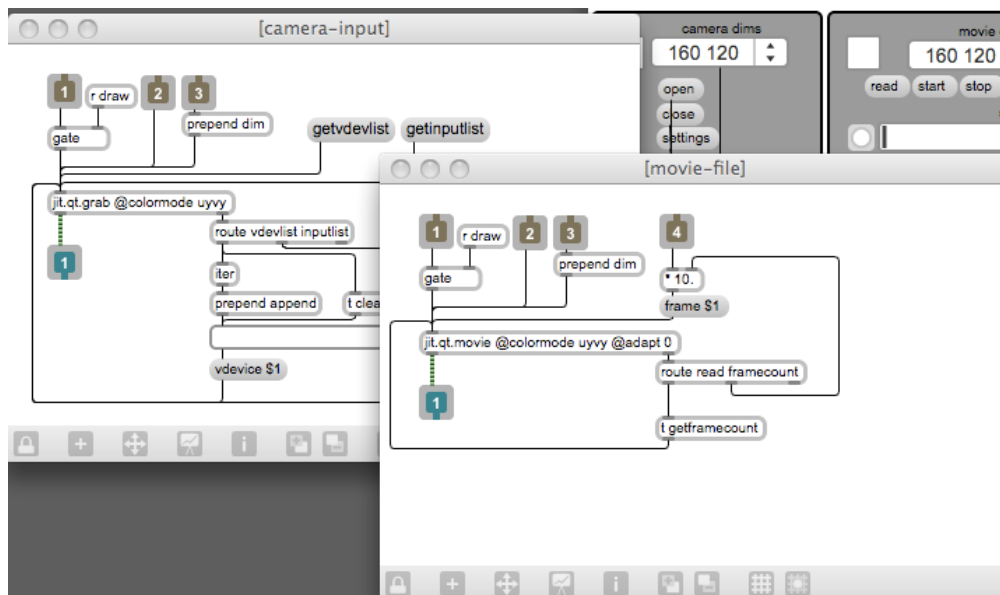 [camera-input]
1
r draw
2
3
prepend dim
gate
getvdevlist
getinputlist
jit.qt.grab @colormode uyvy
route vdevlist inputlist
1
iter
prepend append
t clea
vdevice $1
camera dims
160 120
open
close
settings
movie
160 120
read
start
stop
[movie-file]
1
r draw
2
3
4
prepend dim
gate
* 10.
frame $1
jit.qt.movie @colormode uyvy @adapt 0
route read framecount
1
t getframecount